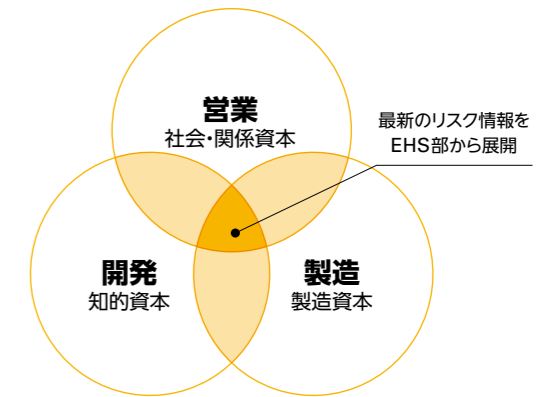 営業
社会・関係資本
最新のリスク情報を
EHS部から展開
開発
知的資本
製造
製造資本